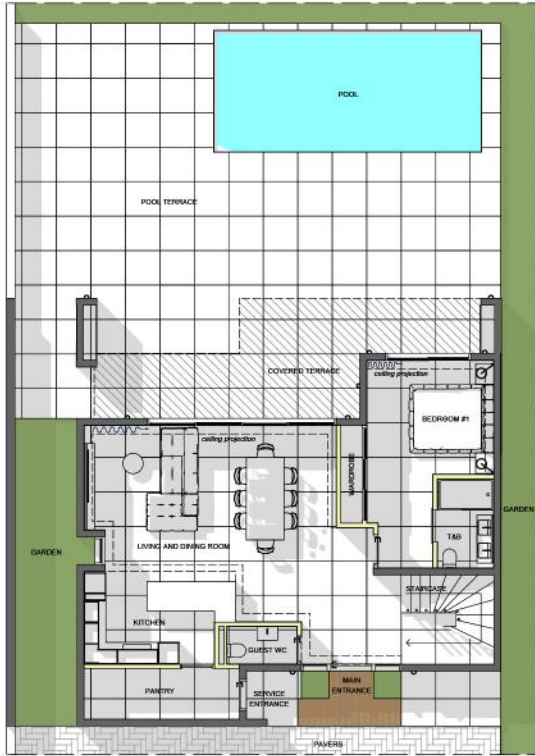 POOL
POOL TERRACE
COVERED TERRACE
ceiling projection
BEDROOM #1
ceiling projection
WARDROBE
GARDEN
T&B
GARDEN
LIVING AND DINING ROOM
STAIRCASE
KITCHEN
GUEST WC
PANTRY
SERVICE
ENTRANCE
MAIN
ENTRANCE
PAVERS